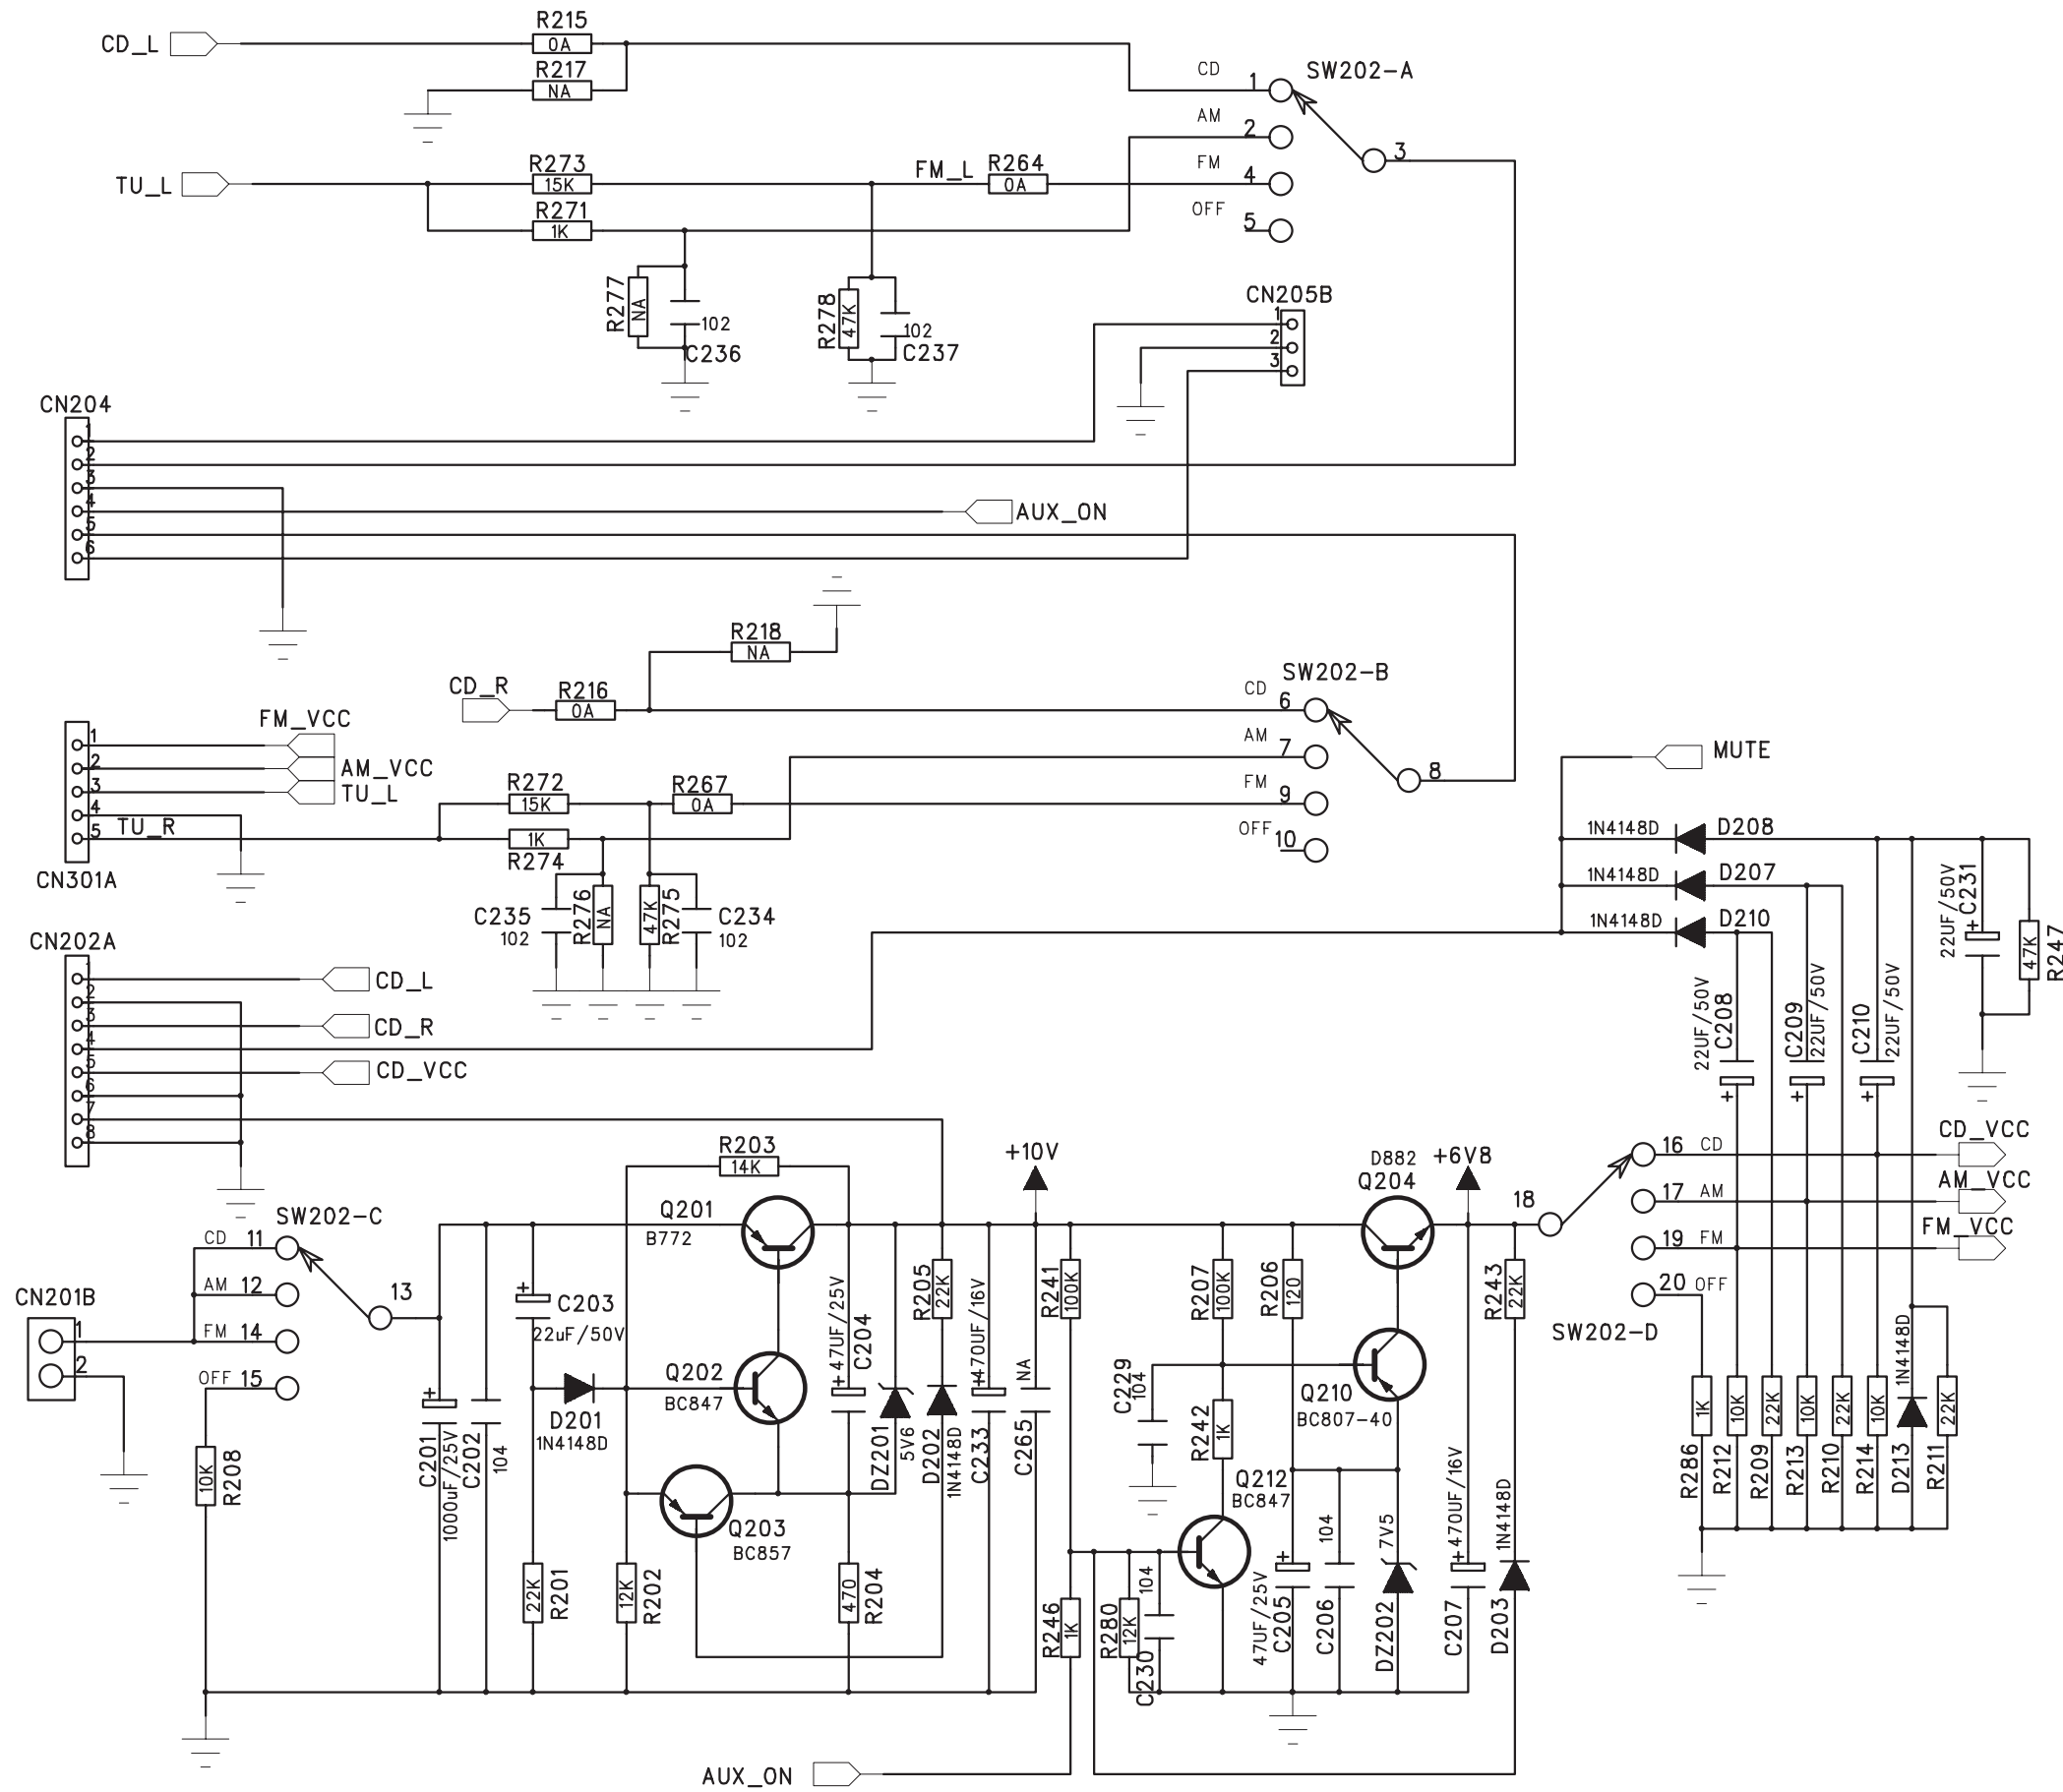 R215
CD_L
0A
R217
NA
CD
1
SW202-A
AM
2
3
R273
FM_L
R264
FM
TU_L
15K
0A
4
R271
OFF
1K
5
R277
NA
102
C236
R278
47K
102
C237
CN205B
1
2
3
CN204
1
2
3
4
AUX_ON
5
6
R218
NA
SW202-B
CD_R
R216
0A
CD
6
FM_VCC
CN301A
1
2
AM_VCC
3
TU_L
4
5
TU_R
R272
15K
R267
0A
1K
R274
AM
7
8
FM
9
OFF
10
MUTE
1N4148D
D208
1N4148D
D207
1N4148D
D210
22UF/50V
C231
+
47K
R247
C235
102
R276
NA
47K
R275
C234
102
CN202A
1
CD_L
2
3
CD_R
4
5
CD_VCC
6
7
8
22UF/50V
C208
+
C209
22UF/50V
+
C210
22UF/50V
+
R203
14K
+10V
D882
Q204
+6V8
SW202-C
CD
11
AM
12
13
FM
14
OFF
15
CN201B
1
2
10K
R208
Q201
B772
+
C203
22uF/50V
Q202
BC847
D201
1N4148D
+
C201
1000uF/25V
C202
104
Q203
BC857
22K
R201
12K
R202
+
47UF/25V
C204
470
R204
DZ201
5V6
R205
22K
D202
1N4148D
+
470UF/16V
C233
NA
C265
R241
100K
R246
1K
R207
100K
R206
120
C229
104
R242
1K
Q210
BC807-40
Q212
BC847
R280
12K
104
C230
+
47UF/25V
C205
104
C206
7V5
DZ202
+
470UF/16V
C207
R243
22K
1N4148D
D203
18
16
CD
CD_VCC
17
AM
AM_VCC
19
FM
FM_VCC
20
OFF
SW202-D
1K
R286
10K
R212
22K
R209
10K
R213
22K
R210
10K
R214
1N4148D
D213
22K
R211
AUX_ON